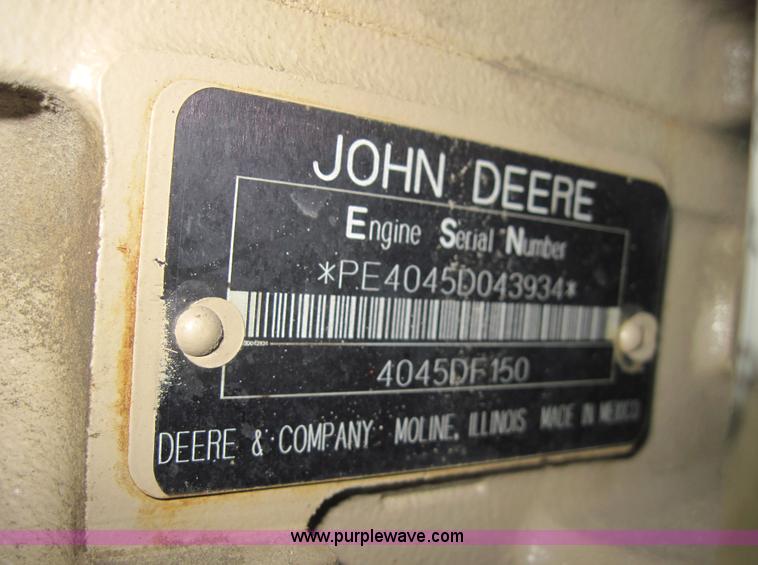 JOHN DEERE
Engine Serial Number
*PE4045D043934*
4045DF150
DEERE & COMPANY MOLINE, ILLINOIS MADE IN MEXICO
www.purplewave.com